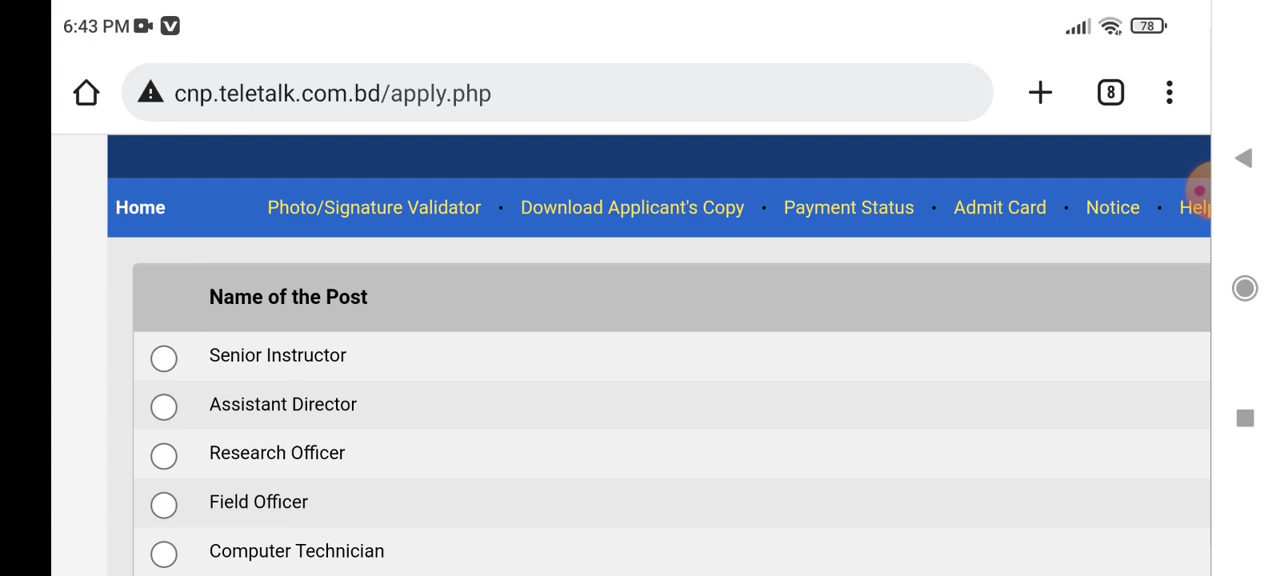 6:43 PM
78
cnp.teletalk.com.bd/apply.php
8
Home Photo/Signature Validator · Download Applicant's Copy · Payment Status · Admit Card · Notice · Help
Name of the Post
Senior Instructor
Assistant Director
Research Officer
Field Officer
Computer Technician